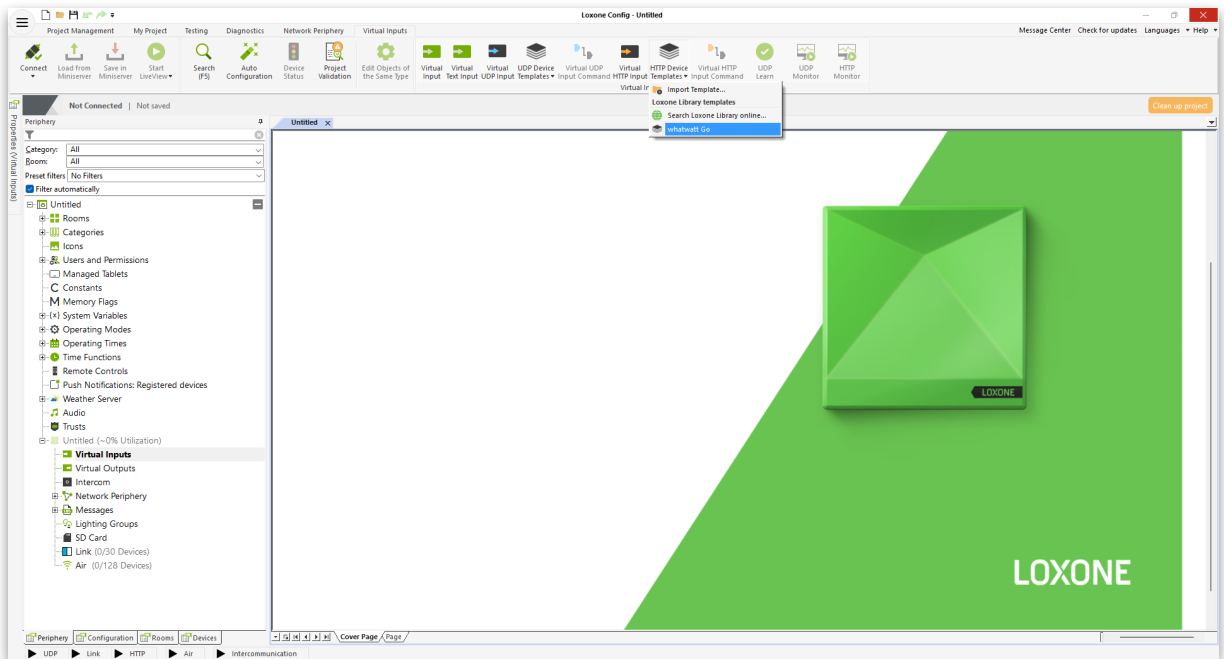 Loxone Config - Untitled
Project Management My Project Testing Diagnostics Network Periphery Virtual Inputs
Message Center Check for updates Languages Help
Connect
Load from Miniserver
Save in Miniserver
Start LiveView
Search (F5)
Auto Configuration
Device Status
Project Validation
Edit Objects of the Same Type
Virtual Input
Virtual Text Input
Virtual UDP Input
UDP Device Templates
Virtual UDP Input Command
Virtual HTTP Input
HTTP Device Templates
Virtual HTTP Input Command
UDP Learn
UDP Monitor
HTTP Monitor
Virtual In
Import Template...
Loxone Library templates
Search Loxone Library online...
whatwatt Go
Not Connected | Not saved
Clean up project
Properties (Virtual Inputs)
Periphery
Untitled
Category: All
Room: All
Preset filters No Filters
Filter automatically
Untitled
Rooms
Categories
Icons
Users and Permissions
Managed Tablets
Constants
Memory Flags
System Variables
Operating Modes
Operating Times
Time Functions
Remote Controls
Push Notifications: Registered devices
Weather Server
Audio
Trusts
Untitled (~0% Utilization)
Virtual Inputs
Virtual Outputs
Intercom
Network Periphery
Messages
Lighting Groups
SD Card
Link (0/30 Devices)
Air (0/128 Devices)
LOXONE
LOXONE
Periphery Configuration Rooms Devices
Cover Page Page
UDP Link HTTP Air Intercommunication